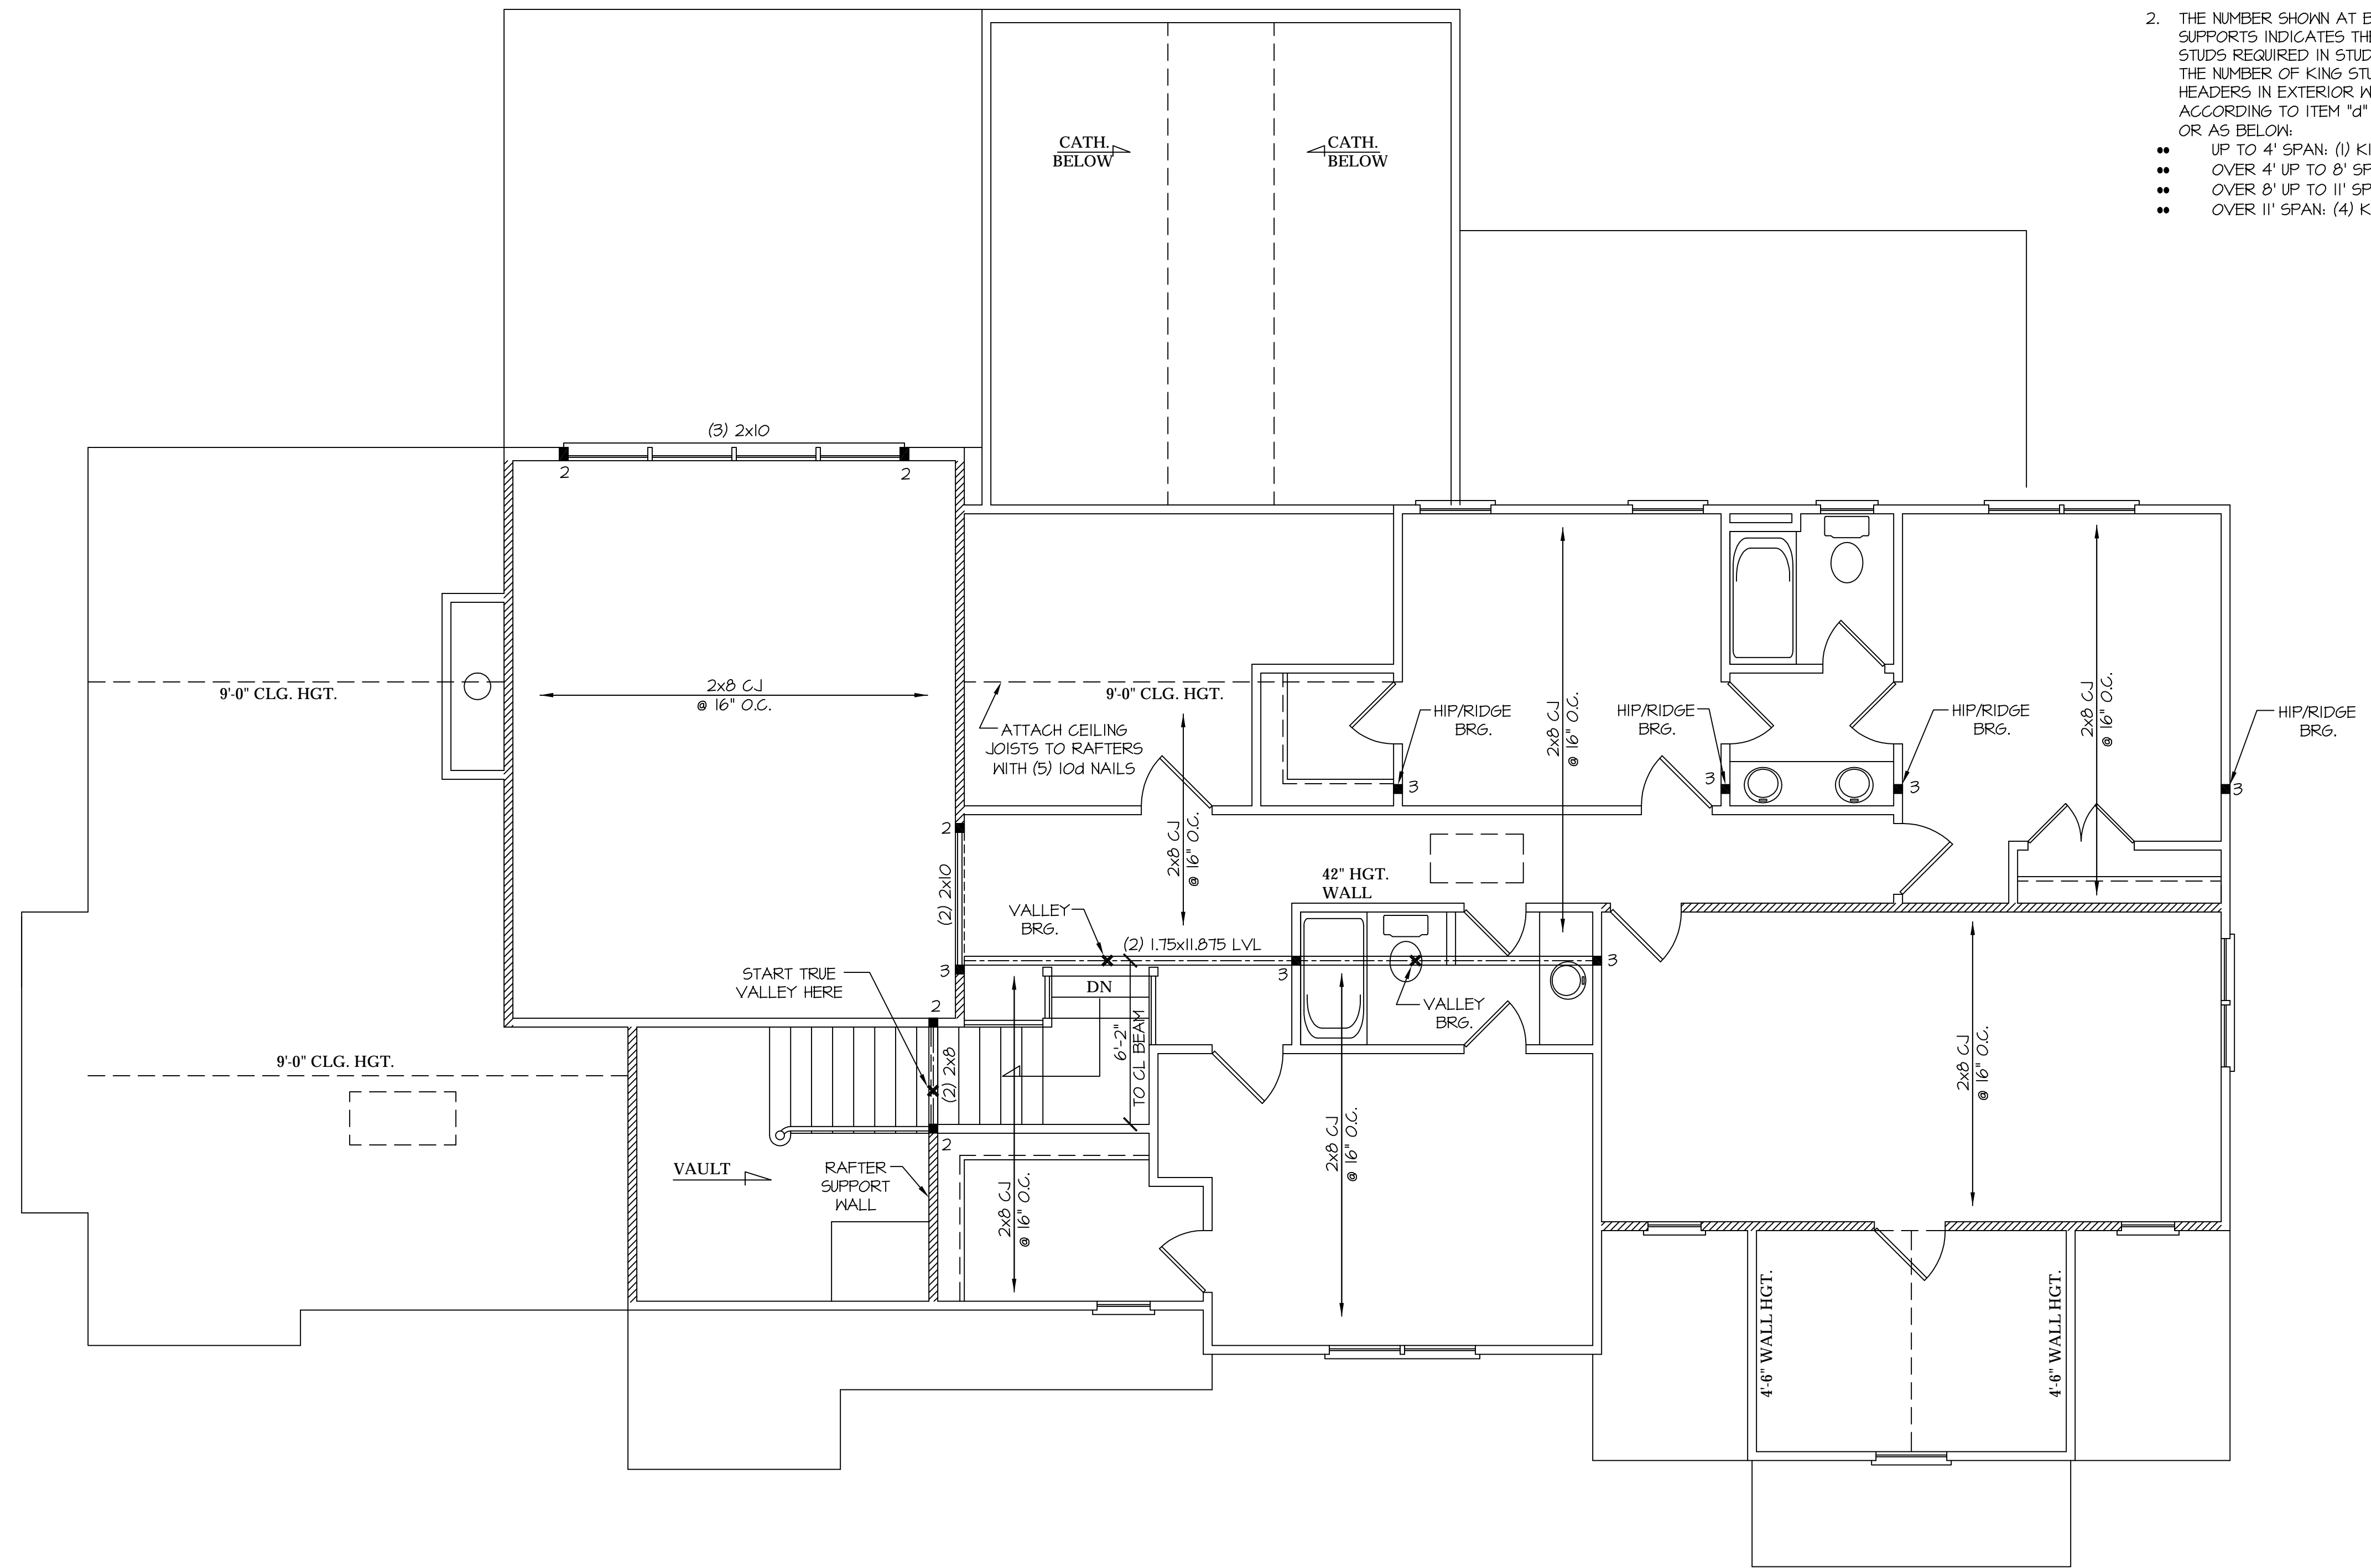 2. THE NUMBER SHOWN AT
SUPPORTS INDICATES
STUDS REQUIRED IN
THE NUMBER OF KING
HEADERS IN EXTERIOR
ACCORDING TO ITEM "d"
OR AS BELOW:
•• UP TO 4' SPAN: (1)
•• OVER 4' UP TO 8'
•• OVER 8' UP TO 11'
•• OVER 11' SPAN: (4)
CATH.
BELOW
CATH.
BELOW
(3) 2x10
2
2
9'-0" CLG. HGT.
2x8 CJ
@ 16" O.C.
9'-0" CLG. HGT.
ATTACH CEILING
JOISTS TO RAFTERS
WITH (5) 10d NAILS
HIP/RIDGE
BRG.
3
2x8 CJ
@ 16" O.C.
HIP/RIDGE
BRG.
3
HIP/RIDGE
BRG.
3
2x8 CJ
@ 16" O.C.
HIP/RIDGE
BRG.
3
2
(2) 2x10
3
2x8 CJ
@ 16" O.C.
42" HGT.
WALL
VALLEY
BRG.
(2) 1.75x11.875 LVL
3
3
VALLEY
BRG.
START TRUE
VALLEY HERE
2
(2) 2x8
2
DN
6'-2"
TO CL BEAM
9'-0" CLG. HGT.
VAULT
RAFTER
SUPPORT
WALL
2x8 CJ
@ 16" O.C.
2x8 CJ
@ 16" O.C.
2x8 CJ
@ 16" O.C.
4'-6" WALL HGT.
4'-6" WALL HGT.